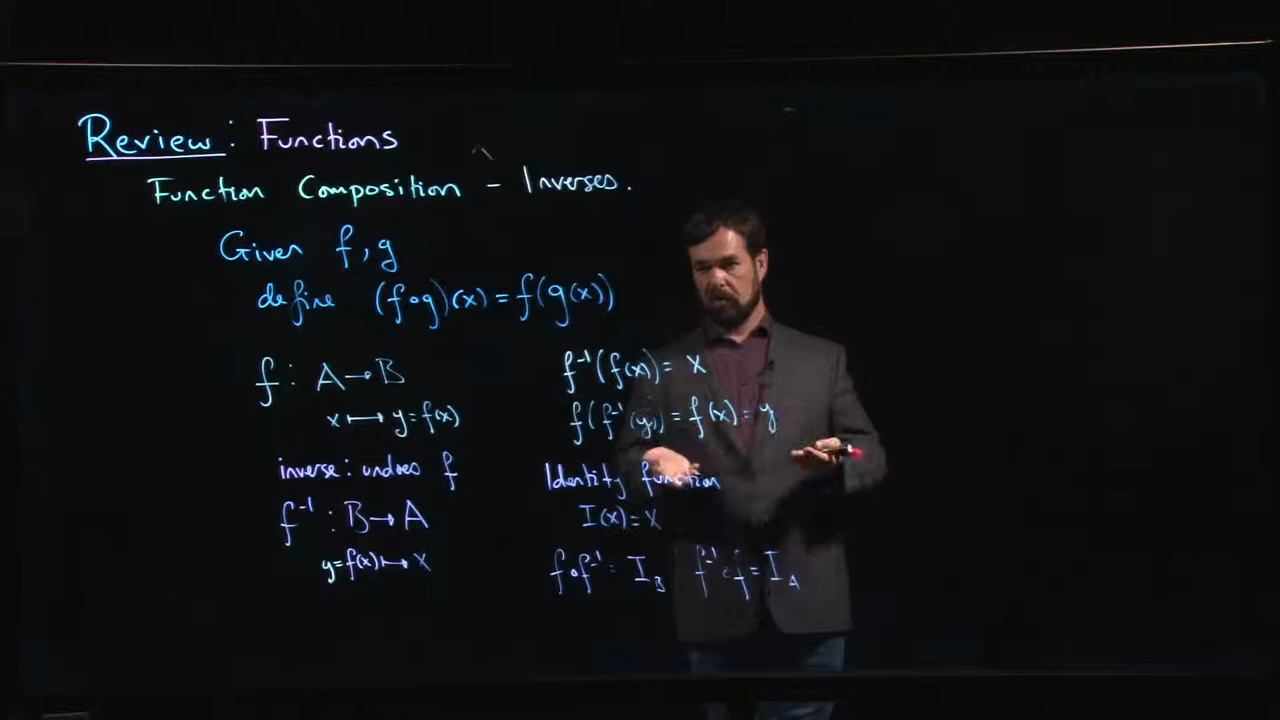 Review: Functions
Function Composition - Inverses.
Given f, g
define (f∘g)(x) = f(g(x))
f: A→B
x ↦ y=f(x)
inverse: undoes f
f⁻¹: B→A
y=f(x) ↦ x
f⁻¹(f(x)) = x
f(f⁻¹(y)) = f(x) = y
Identity function
I(x) = x
f∘f⁻¹ = I_B f⁻¹∘f = I_A